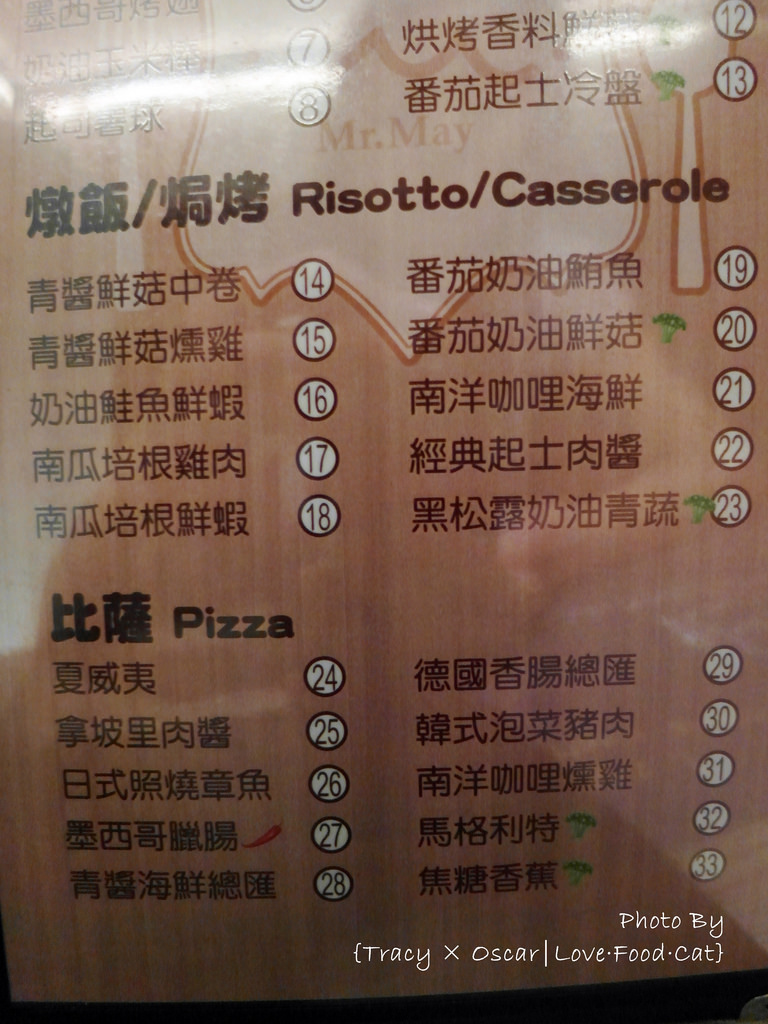 墨西哥烤翅
奶油玉米棒 ⑦
起司薯球 ⑧
烘烤香料鮮 ⑫
番茄起士冷盤 ⑬
Mr.May
燉飯/焗烤 Risotto/Casserole
青醬鮮菇中卷 ⑭
青醬鮮菇燻雞 ⑮
奶油鮭魚鮮蝦 ⑯
南瓜培根雞肉 ⑰
南瓜培根鮮蝦 ⑱
番茄奶油鮪魚 ⑲
番茄奶油鮮菇 ⑳
南洋咖哩海鮮 ㉑
經典起士肉醬 ㉒
黑松露奶油青蔬 ㉓
比薩 Pizza
夏威夷 ㉔
拿坡里肉醬 ㉕
日式照燒章魚 ㉖
墨西哥臘腸 ㉗
青醬海鮮總匯 ㉘
德國香腸總匯 ㉙
韓式泡菜豬肉 ㉚
南洋咖哩燻雞 ㉛
馬格利特 ㉜
焦糖香蕉 ㉝
Photo By
{Tracy × Oscar|Love·Food·Cat}